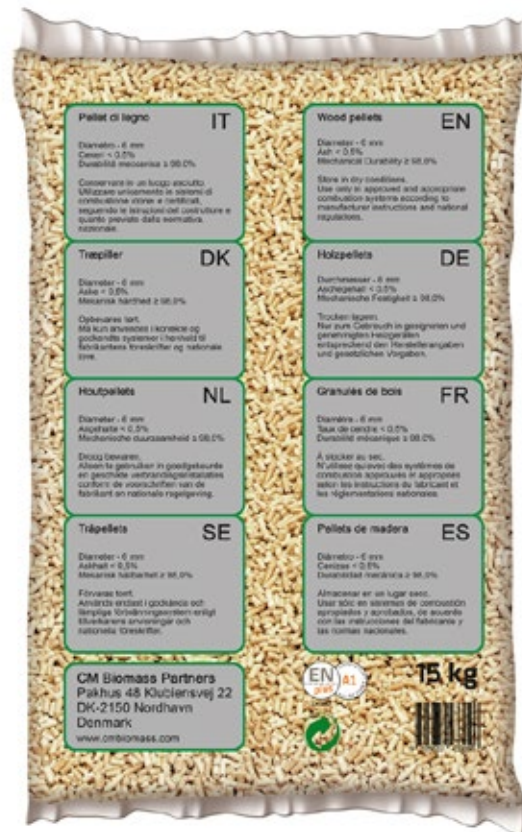 Pellet di legno
IT
Diametro - 6 mm
Ceneri < 0,5%
Durabilità meccanica ≥ 98,0%
Conservare in un luogo asciutto.
Utilizzare unicamente in sistemi di
combustione idonei e certificati,
seguendo le istruzioni del costruttore e
quanto previsto dalla normativa
nazionale.
Wood pellets
EN
Diameter - 6 mm
Ash < 0,5%
Mechanical Durability ≥ 98,0%
Store in dry conditions.
Use only in approved and appropriate
combustion systems according to
manufacturer instructions and national
regulations.
Træpiller
DK
Diameter - 6 mm
Aske < 0,5%
Mekanisk hårdhed ≥ 98,0%
Opbevares tørt.
Må kun anvendes i korrekte og
godkendte systemer i henhold til
fabrikantens forskrifter og nationale
love.
Holzpellets
DE
Durchmesser - 6 mm
Aschegehalt < 0,5%
Mechanische Festigkeit ≥ 98,0%
Trocken lagern.
Nur zum Gebrauch in geeigneten und
genehmigten Heizgeräten
entsprechend den Herstellerangaben
und gesetzlichen Vorgaben.
Houtpellets
NL
Diameter - 6 mm
Asgehalte < 0,5%
Mechanische duurzaamheid ≥ 98,0%
Droog bewaren.
Alleen te gebruiken in goedgekeurde
en geschikte verbrandingsinstallaties
conform de voorschriften van de
fabrikant en nationale regelgeving.
Granulés de bois
FR
Diamètre - 6 mm
Taux de cendre < 0,5%
Durabilité mécanique ≥ 98,0%
À stocker au sec.
N'utilisez qu'avec des systèmes de
combustion approuvés et appropriés
selon les instructions du fabricant et
les réglementations nationales.
Träpellets
SE
Diameter - 6 mm
Askhalt < 0,5%
Mekanisk hållbarhet ≥ 98,0%
Förvaras torrt.
Används endast i godkända och
lämpliga förbränningssystem enligt
tillverkarens anvisningar och
nationella föreskrifter.
Pellets de madera
ES
Diámetro - 6 mm
Cenizas < 0,5%
Durabilidad mecánica ≥ 98,0%
Almacenar en un lugar seco.
Usar sólo en sistemas de combustión
apropiados y aprobados, de acuerdo
con las instrucciones del fabricante y
las normas nacionales.
CM Biomass Partners
Pakhus 48 Klubiensvej 22
DK-2150 Nordhavn
Denmark
www.cmbiomass.com
EN
plus
A1
15 kg